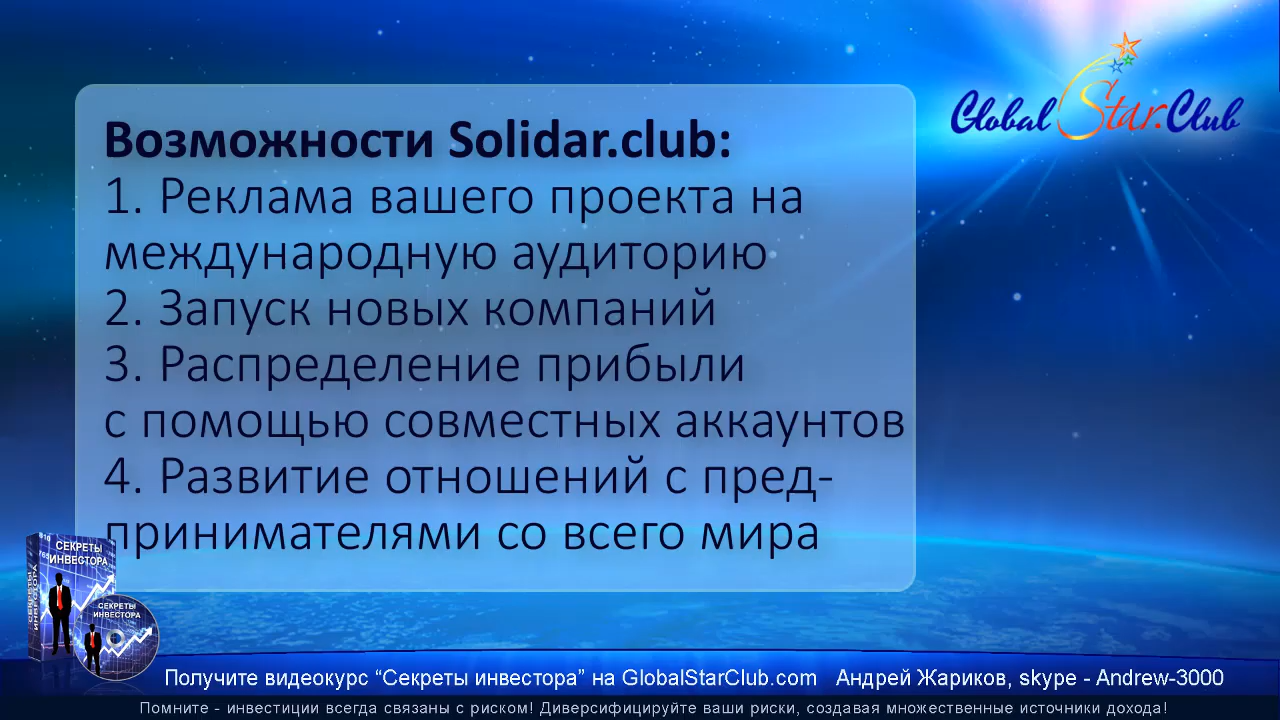 Global Star.Club
Возможности Solidar.club:
1. Реклама вашего проекта на
международную аудиторию
2. Запуск новых компаний
3. Распределение прибыли
с помощью совместных аккаунтов
4. Развитие отношений с пред-
принимателями со всего мира
СЕКРЕТЫ
ИНВЕСТОРА
СЕКРЕТЫ
ИНВЕСТОРА
Получите видеокурс “Секреты инвестора” на GlobalStarClub.com Андрей Жариков, skype - Andrew-3000
Помните - инвестиции всегда связаны с риском! Диверсифицируйте ваши риски, создавая множественные источники дохода!